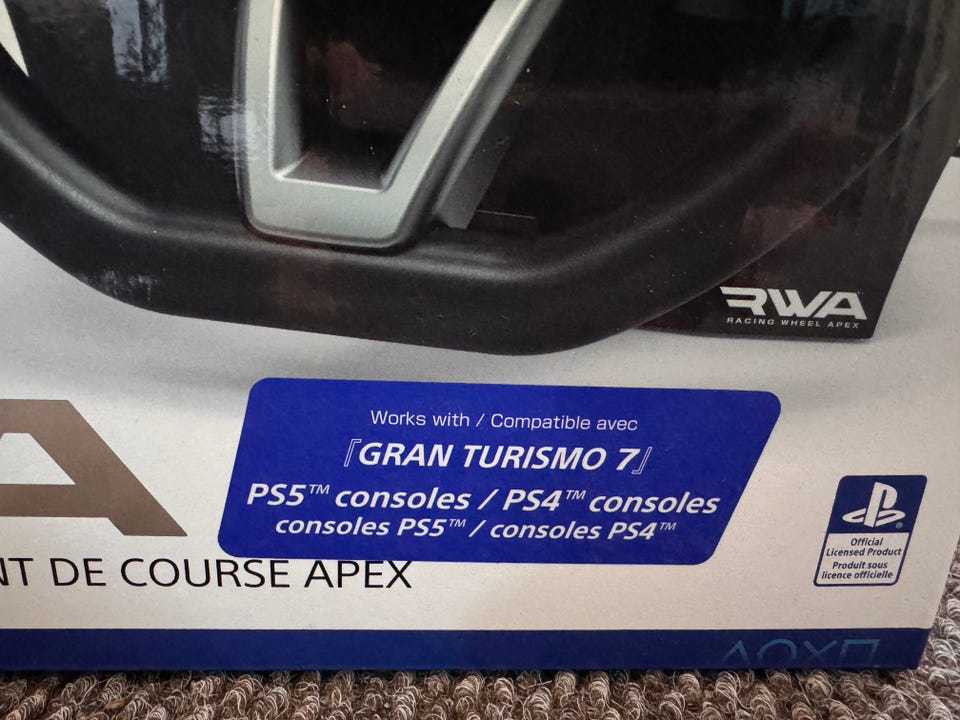 RWA
RACING WHEEL APEX
Works with / Compatible avec
『GRAN TURISMO 7』
PS5™ consoles / PS4™ consoles
consoles PS5™ / consoles PS4™
A
NT DE COURSE APEX
Official
Licensed Product
Produit sous
licence officielle